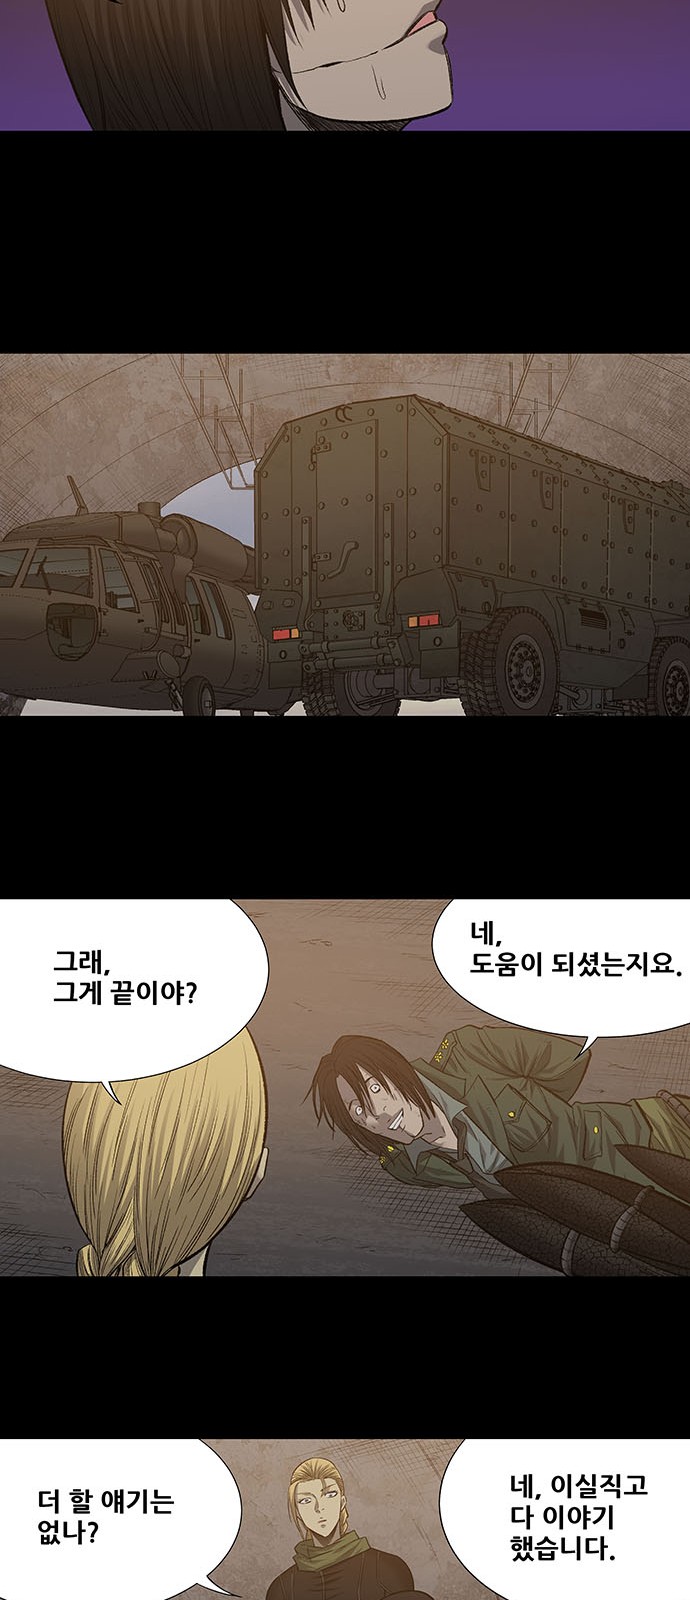 그래,
그게 끝이야?
네,
도움이 되셨는지요.
더 할 얘기는
없나?
네, 이실직고
다 이야기
했습니다.